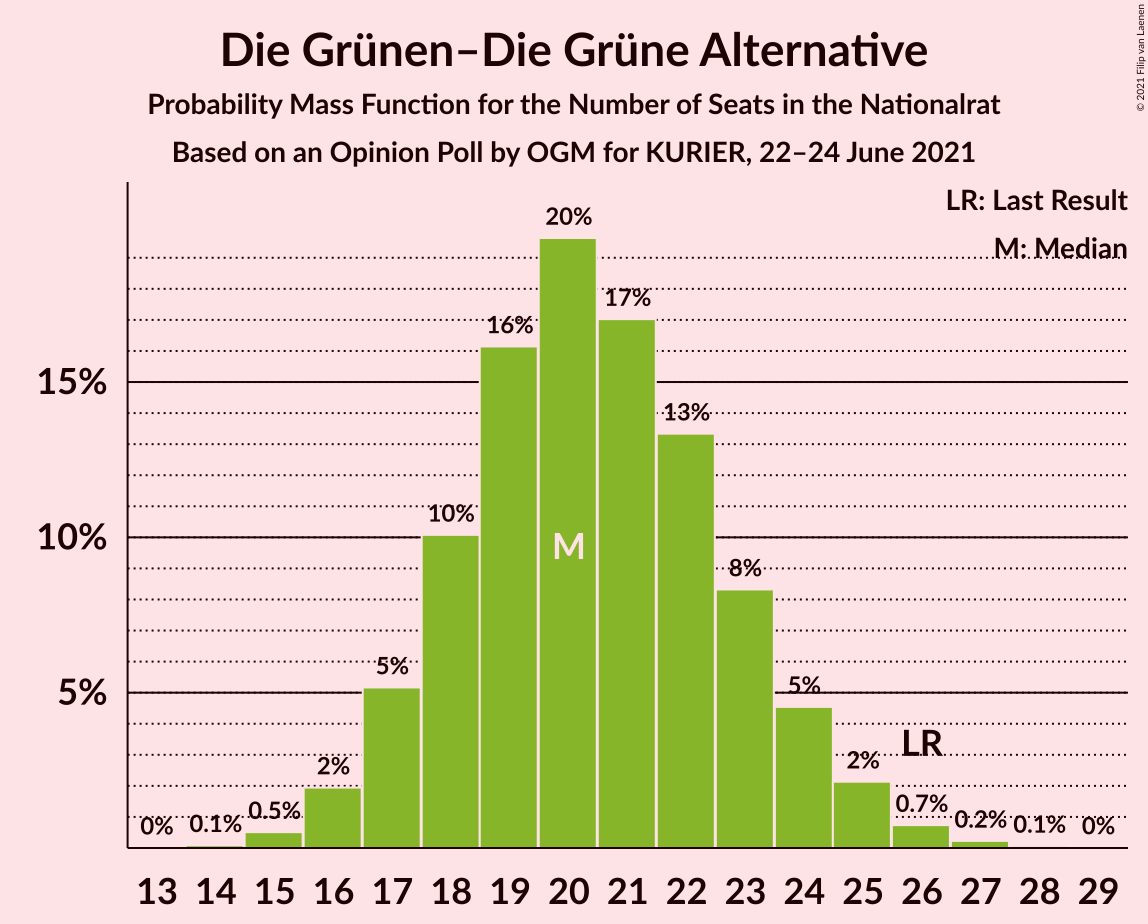 Die Grünen–Die Grüne Alternative
Probability Mass Function for the Number of Seats in the Nationalrat
Based on an Opinion Poll by OGM for KURIER, 22–24 June 2021
© 2021 Filip van Laenen
LR: Last Result
M: Median
15%
10%
5%
0%
0.1%
0.5%
2%
5%
10%
16%
20%
17%
13%
8%
5%
2%
0.7%
0.2%
0.1%
0%
M
LR
13 14 15 16 17 18 19 20 21 22 23 24 25 26 27 28 29